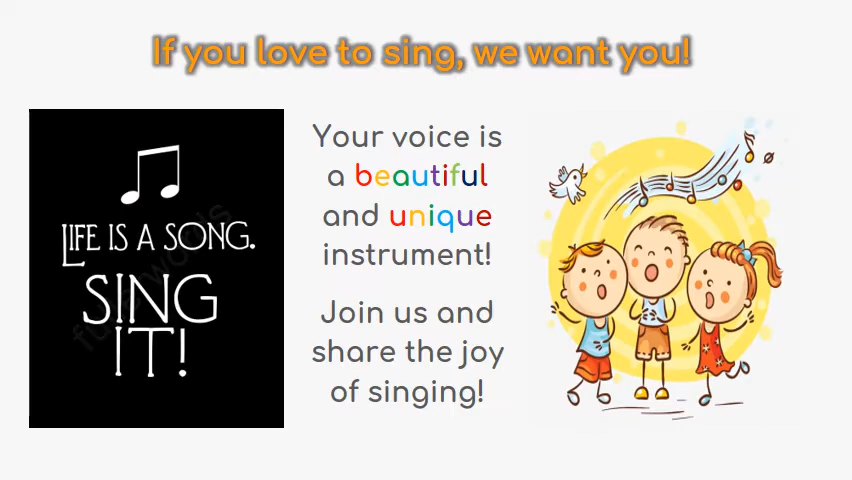 If you love to sing, we want you!
LIFE IS A SONG.
SING
IT!
Your voice is
a beautiful
and unique
instrument!
Join us and
share the joy
of singing!